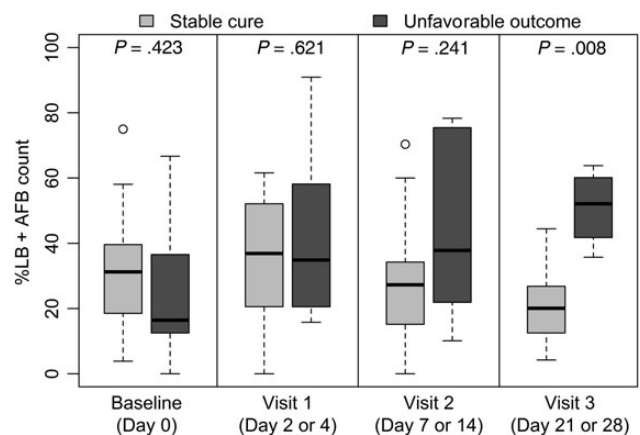 Stable cure Unfavorable outcome
P = .423 P = .621 P = .241 P = .008
%LB + AFB count
100
80
60
40
20
0
Baseline Visit 1 Visit 2 Visit 3
(Day 0) (Day 2 or 4) (Day 7 or 14) (Day 21 or 28)